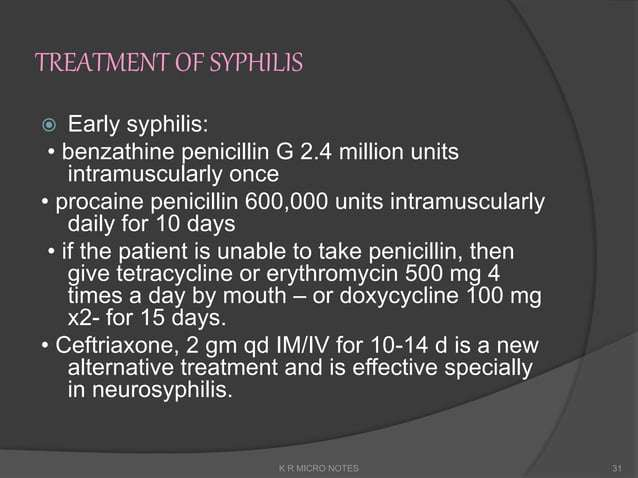 TREATMENT OF SYPHILIS
Early syphilis:
• benzathine penicillin G 2.4 million units
intramuscularly once
• procaine penicillin 600,000 units intramuscularly
daily for 10 days
• if the patient is unable to take penicillin, then
give tetracycline or erythromycin 500 mg 4
times a day by mouth – or doxycycline 100 mg
x2- for 15 days.
• Ceftriaxone, 2 gm qd IM/IV for 10-14 d is a new
alternative treatment and is effective specially
in neurosyphilis.
K R MICRO NOTES
31